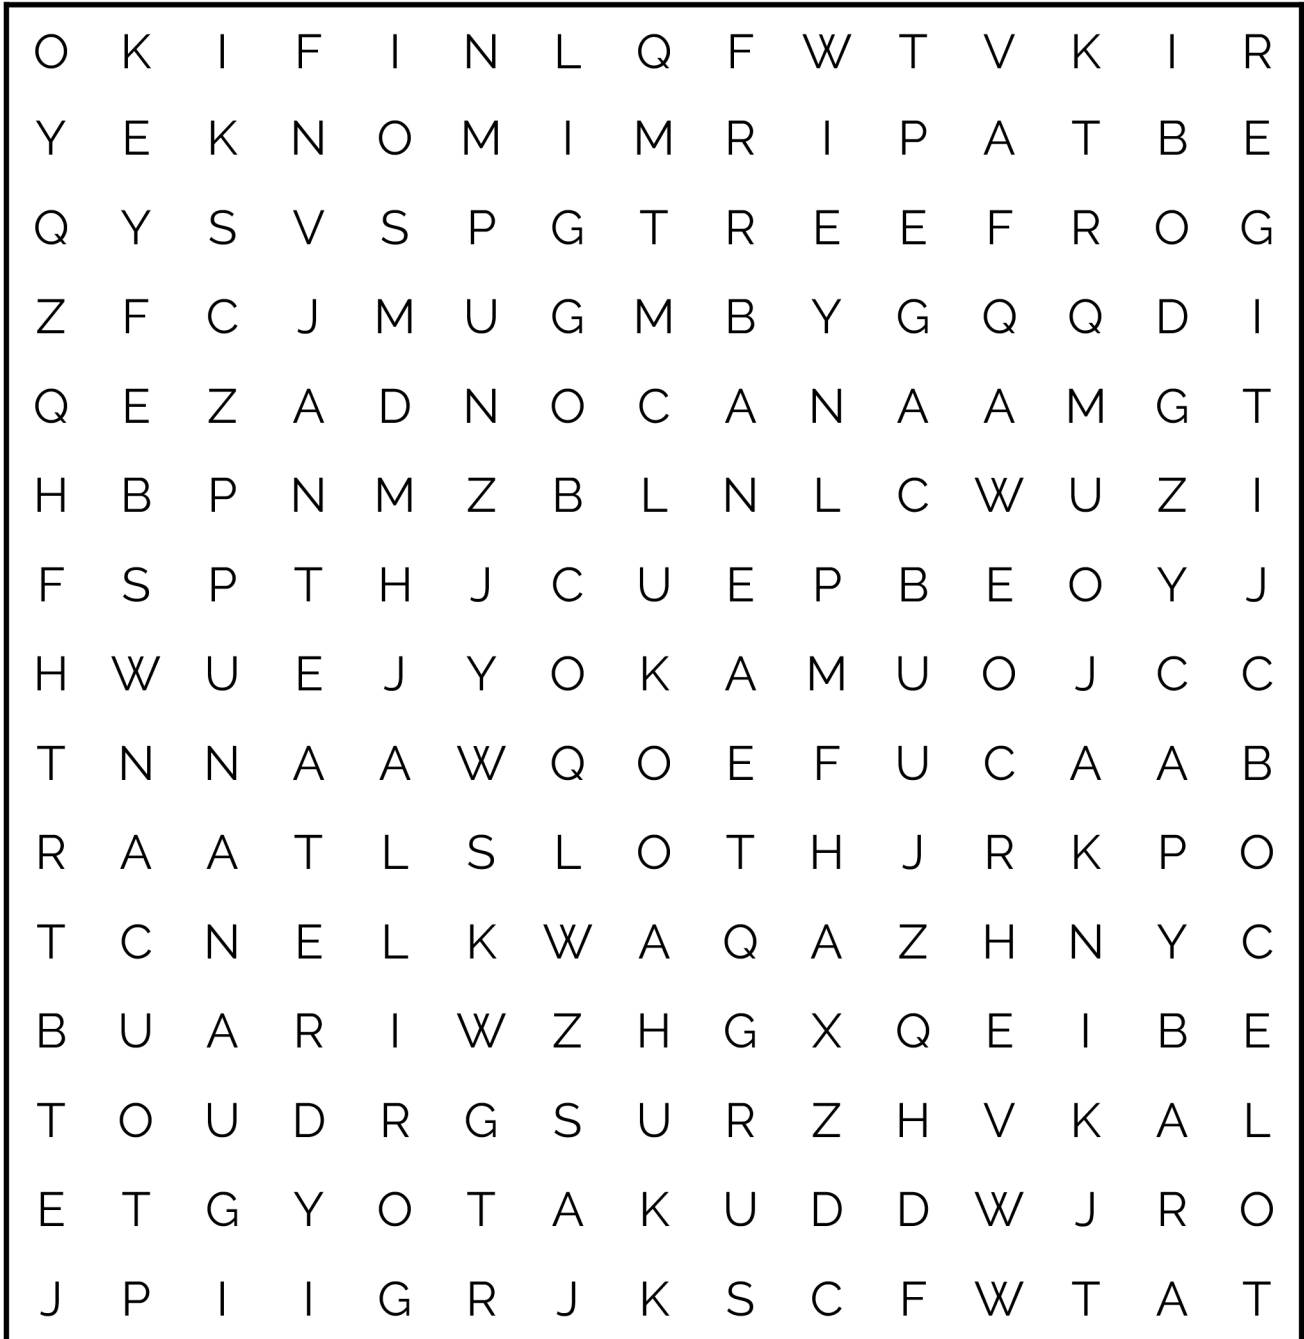 O K I F I N L Q F W T V K I R
Y E K N O M I M R I P A T B E
Q Y S V S P G T R E E F R O G
Z F C J M U G M B Y G Q Q D I
Q E Z A D N O C A N A A M G T
H B P N M Z B L N L C W U Z I
F S P T H J C U E P B E O Y J
H W U E J Y O K A M U O J C C
T N N A A W Q O E F U C A A B
R A A T L S L O T H J R K P O
T C N E L K W A Q A Z H N Y C
B U A R I W Z H G X Q E I B E
T O U D R G S U R Z H V K A L
E T G Y O T A K U D D W J R O
J P I I G R J K S C F W T A T